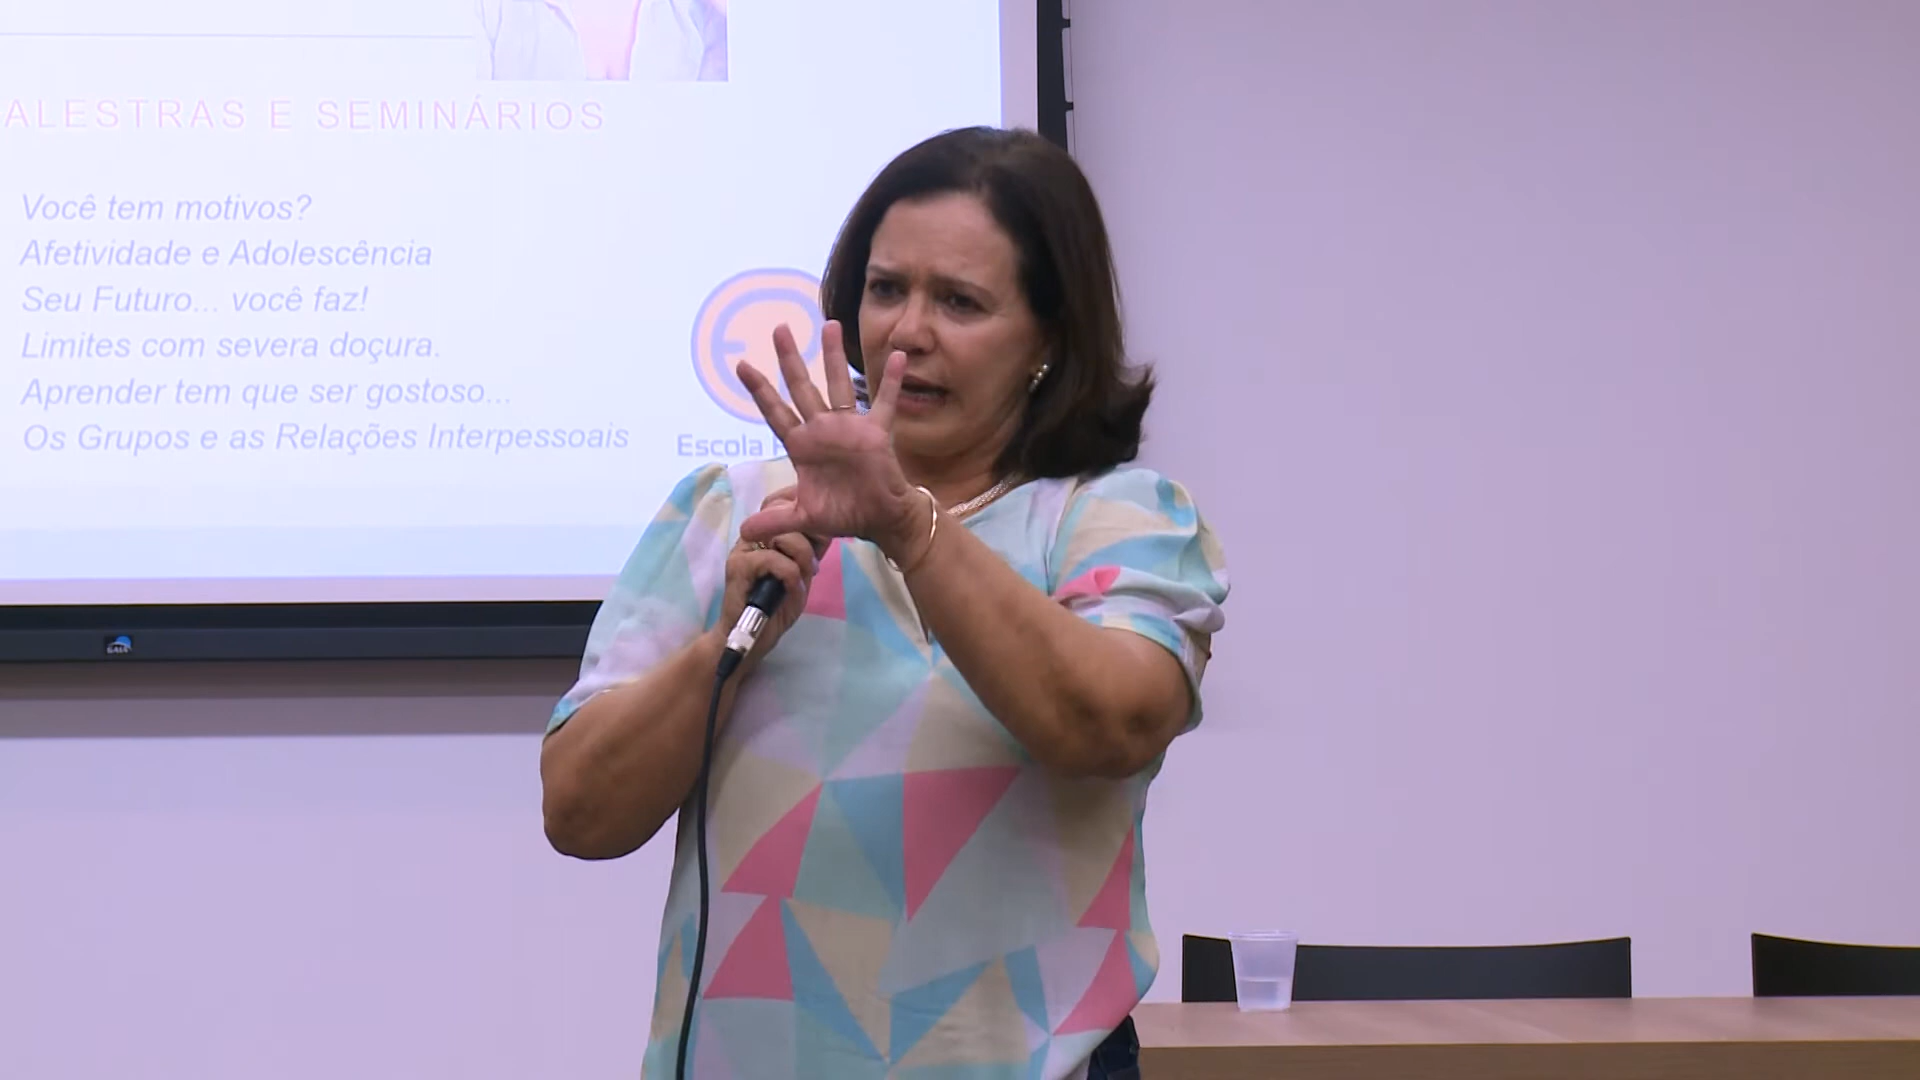 ALESTRAS E SEMINÁRIOS
Você tem motivos?
Afetividade e Adolescência
Seu Futuro... você faz!
Limites com severa doçura.
Aprender tem que ser gostoso...
Os Grupos e as Relações Interpessoais
Escola
GAIA